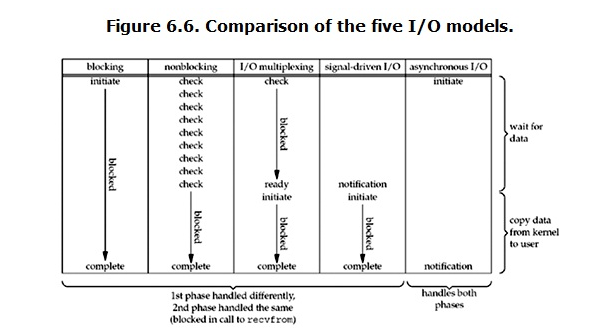 Figure 6.6. Comparison of the five I/O models.
blocking nonblocking I/O multiplexing signal-driven I/O asynchronous I/O
initiate check check initiate
check
check
check
check
check
check
check
check ready notification
initiate initiate
blocked
blocked
blocked
blocked
blocked
complete complete complete complete notification
wait for
data
copy data
from kernel
to user
1st phase handled differently,
2nd phase handled the same
(blocked in call to recvfrom)
handles both
phases